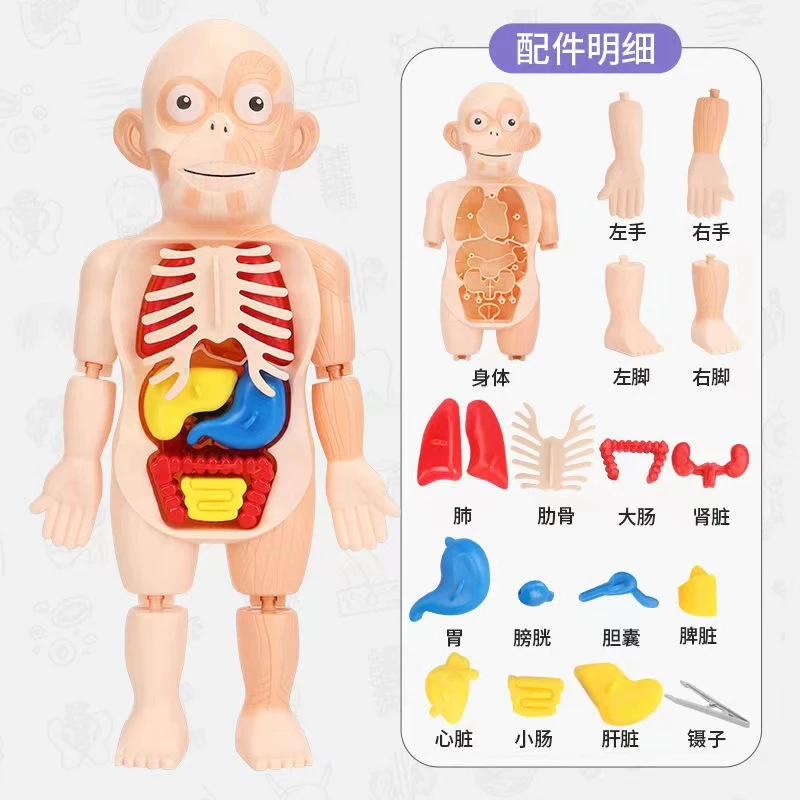 配件明细
左手
右手
身体
左脚
右脚
肺
肋骨
大肠
肾脏
胃
膀胱
胆囊
脾脏
心脏
小肠
肝脏
镊子